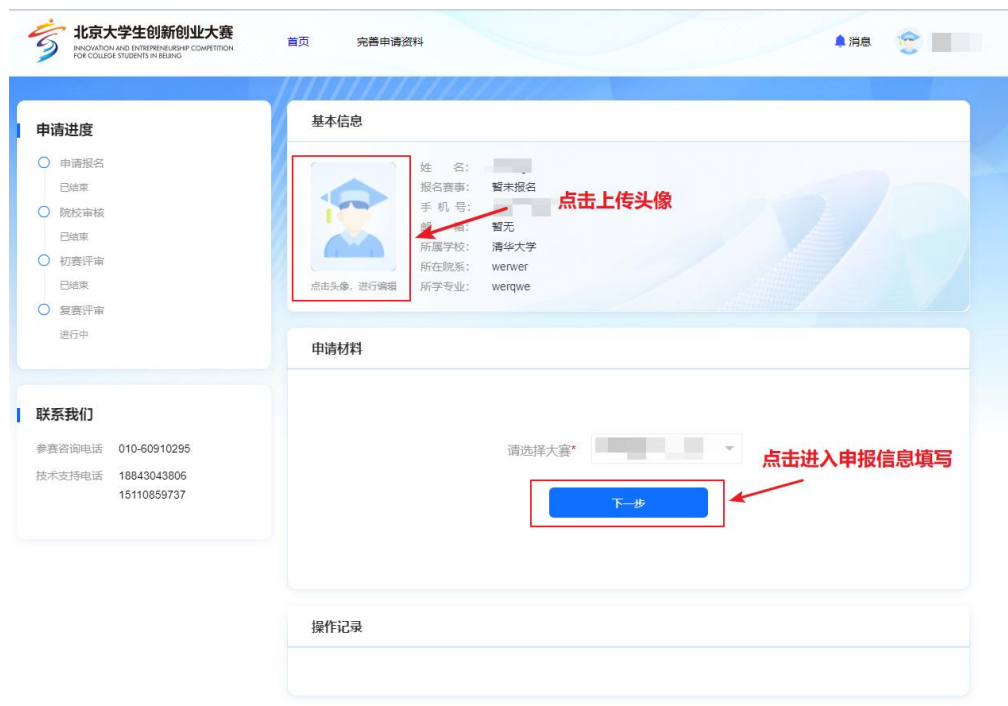 北京大学生创新创业大赛
INNOVATION AND ENTREPRENEURSHIP COMPETITION
FOR COLLEGE STUDENTS IN BEIJING
首页
完善申请资料
消息
申请进度
申请报名
已结束
院校审核
已结束
初赛评审
已结束
复赛评审
进行中
联系我们
参赛咨询电话 010-60910295
技术支持电话 18843043806
15110859737
基本信息
点击头像，进行编辑
姓 名：
报名赛事： 暂未报名
手 机 号：
邮 箱： 暂无
所属学校： 清华大学
所在院系： werwer
所学专业： werqwe
点击上传头像
申请材料
请选择大赛*
点击进入申报信息填写
下一步
操作记录